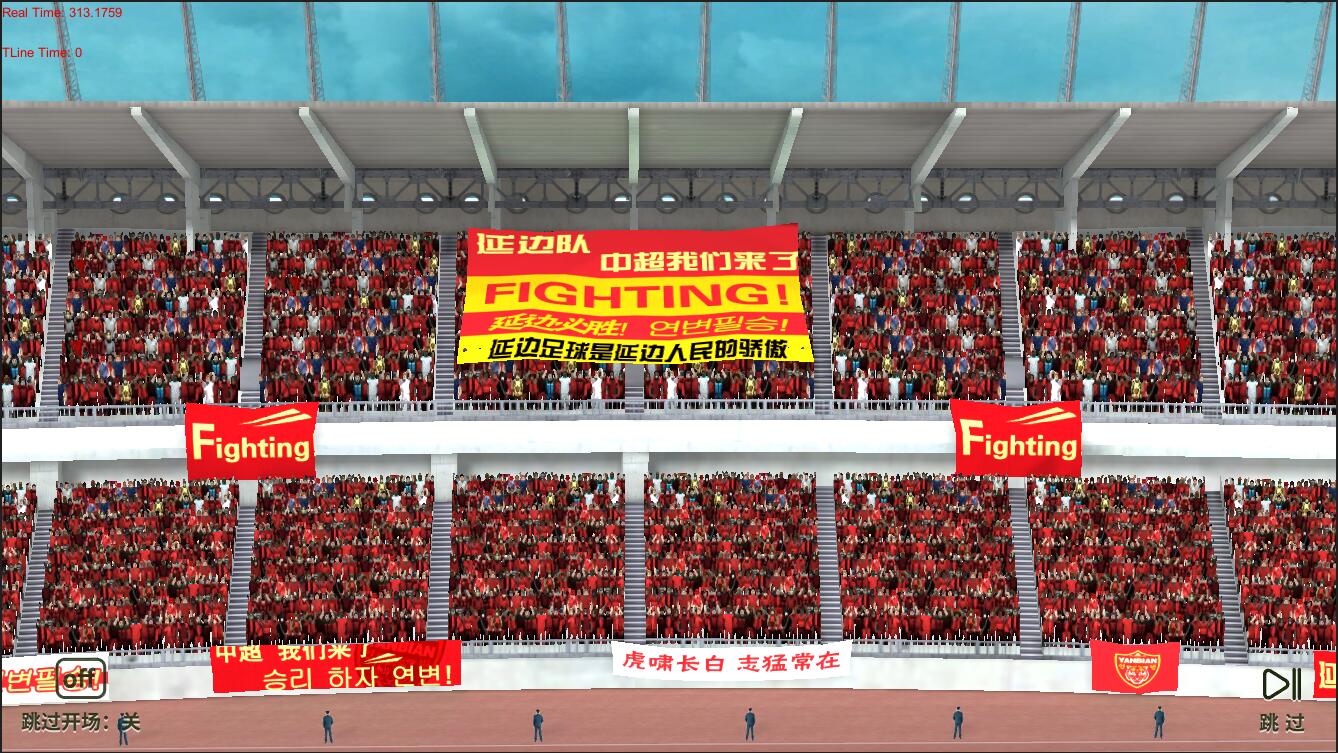 Real Time: 313.1759
TLine Time: 0
延边队
中超我们来了
FIGHTING!
延边必胜! 연변필승!
延边足球是延边人民的骄傲
Fighting
Fighting
中超 我们来了
승리 하자 연변!
虎啸长白 志猛常在
YANBIAN
변필승!
off
跳过开场：关
跳过